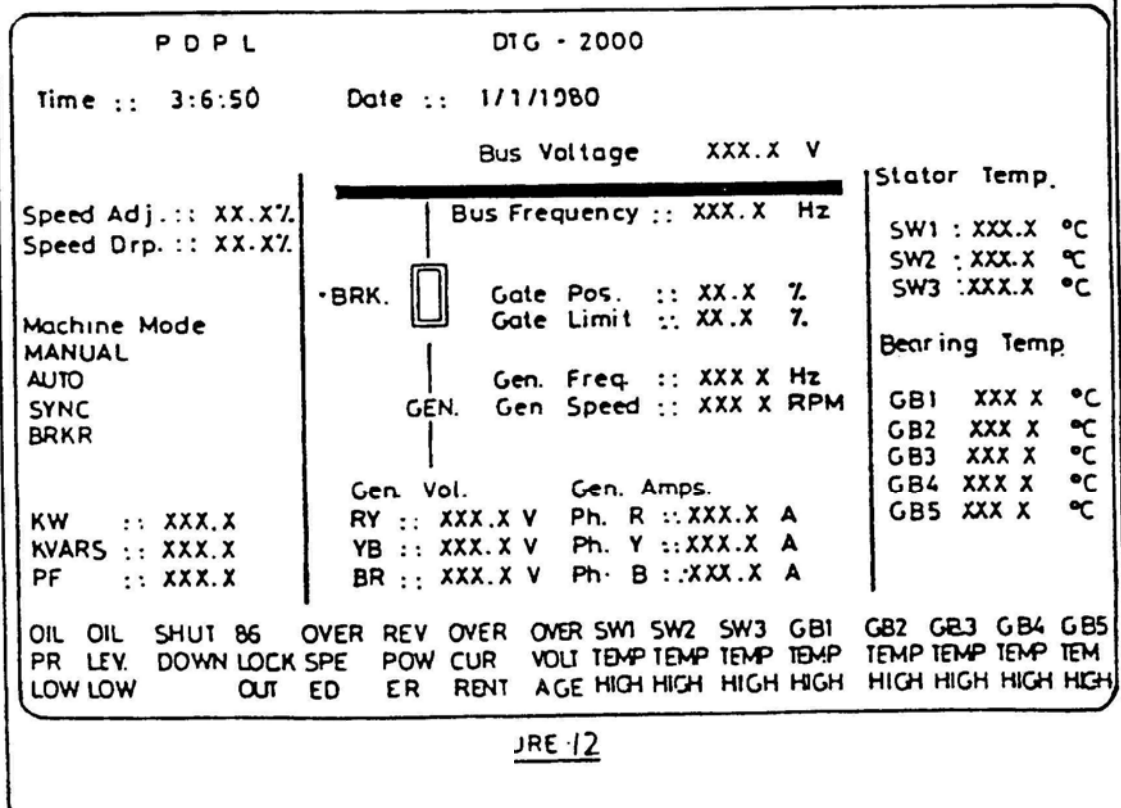 PDPL DTG - 2000
Time :: 3:6:50 Date :: 1/1/1980
Bus Voltage XXX.X V
Speed Adj. :: XX.X%
Speed Drp. :: XX.X%
Machine Mode
MANUAL
AUTO
SYNC
BRKR
KW :: XXX.X
KVARS :: XXX.X
PF :: XXX.X
Bus Frequency :: XXX.X Hz
BRK.
Gate Pos. :: XX.X %
Gate Limit :: XX.X %
Gen. Freq. :: XXX X Hz
GEN. Gen Speed :: XXX X RPM
Gen. Vol. Gen. Amps.
RY :: XXX.X V Ph. R :: XXX.X A
YB :: XXX.X V Ph. Y :: XXX.X A
BR :: XXX.X V Ph. B :: XXX.X A
Stator Temp.
SW1 : XXX.X °C
SW2 : XXX.X °C
SW3 : XXX.X °C
Bearing Temp.
GB1 XXX X °C
GB2 XXX X °C
GB3 XXX X °C
GB4 XXX X °C
GB5 XXX X °C
OIL OIL SHUT 86 OVER REV OVER OVER SW1 SW2 SW3 GB1 GB2 GB3 GB4 GB5
PR LEV. DOWN LOCK SPE POW CUR VOLT TEMP TEMP TEMP TEMP TEMP TEMP TEMP TEM
LOW LOW OUT ED ER RENT AGE HIGH HIGH HIGH HIGH HIGH HIGH HIGH HIGH
JRE-12